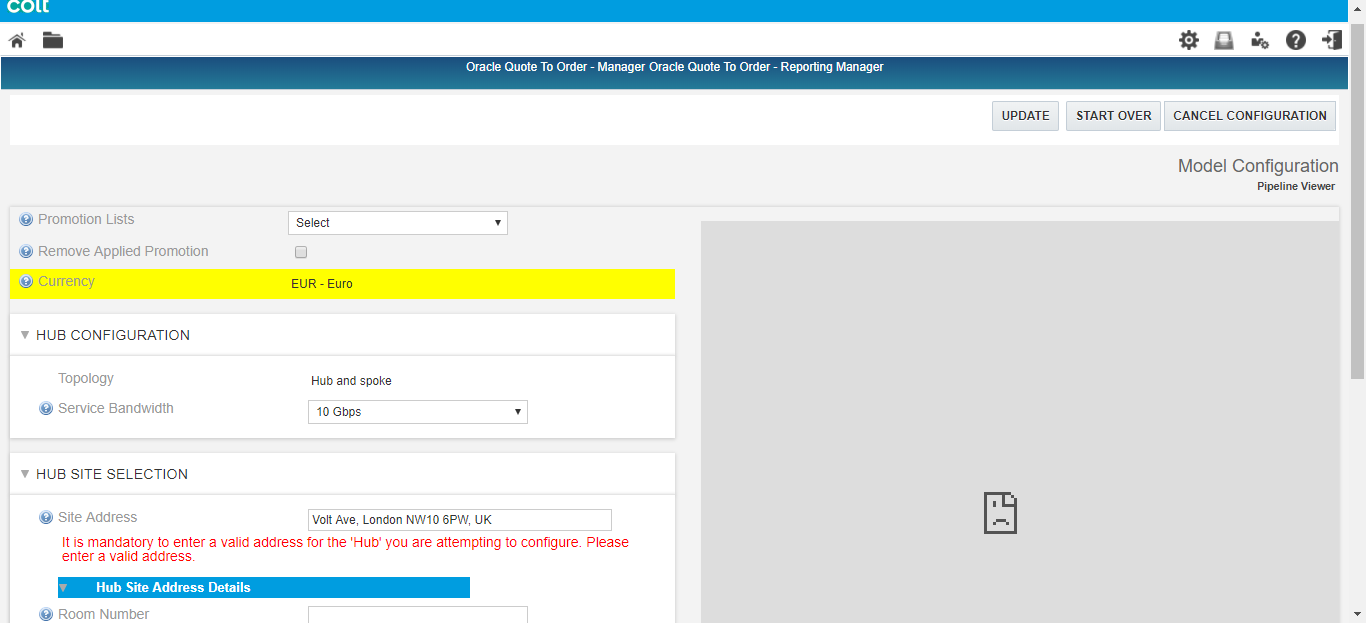 colt
Oracle Quote To Order - Manager Oracle Quote To Order - Reporting Manager
UPDATE START OVER CANCEL CONFIGURATION
Model Configuration
Pipeline Viewer
Promotion Lists Select
Remove Applied Promotion
Currency EUR - Euro
HUB CONFIGURATION
Topology Hub and spoke
Service Bandwidth 10 Gbps
HUB SITE SELECTION
Site Address Volt Ave, London NW10 6PW, UK
It is mandatory to enter a valid address for the 'Hub' you are attempting to configure. Please
enter a valid address.
Hub Site Address Details
Room Number